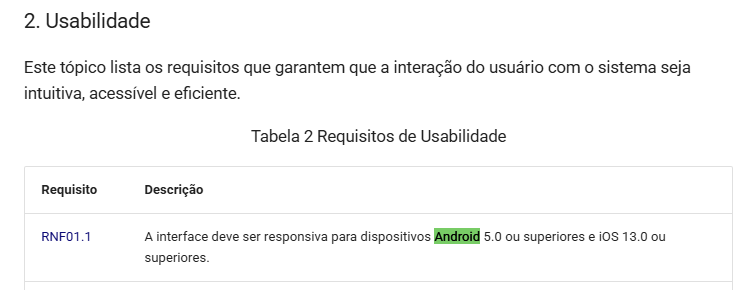 2. Usabilidade
Este tópico lista os requisitos que garantem que a interação do usuário com o sistema seja
intuitiva, acessível e eficiente.
Tabela 2 Requisitos de Usabilidade
Requisito Descrição
RNF01.1 A interface deve ser responsiva para dispositivos Android 5.0 ou superiores e iOS 13.0 ou
superiores.